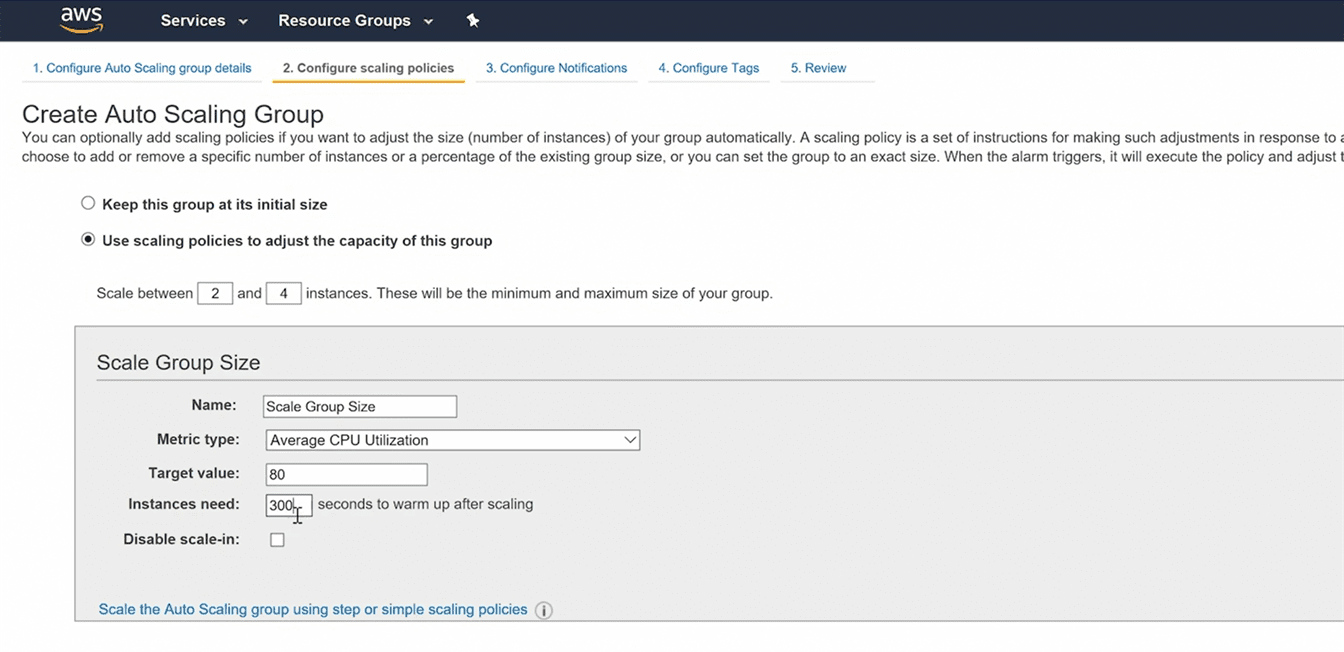 aws Services Resource Groups
1. Configure Auto Scaling group details 2. Configure scaling policies 3. Configure Notifications 4. Configure Tags 5. Review
Create Auto Scaling Group
You can optionally add scaling policies if you want to adjust the size (number of instances) of your group automatically. A scaling policy is a set of instructions for making such adjustments in response to
choose to add or remove a specific number of instances or a percentage of the existing group size, or you can set the group to an exact size. When the alarm triggers, it will execute the policy and adjust
Keep this group at its initial size
Use scaling policies to adjust the capacity of this group
Scale between 2 and 4 instances. These will be the minimum and maximum size of your group.
Scale Group Size
Name: Scale Group Size
Metric type: Average CPU Utilization
Target value: 80
Instances need: 300 seconds to warm up after scaling
Disable scale-in:
Scale the Auto Scaling group using step or simple scaling policies i